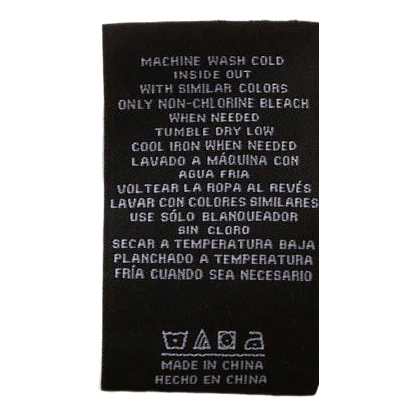 MACHINE WASH COLD
INSIDE OUT
WITH SIMILAR COLORS
ONLY NON-CHLORINE BLEACH
WHEN NEEDED
TUMBLE DRY LOW
COOL IRON WHEN NEEDED
LAVADO A MÁQUINA CON
AGUA FRIA
VOLTEAR LA ROPA AL REVÉS
LAVAR CON COLORES SIMILARES
USE SÓLO BLANQUEADOR
SIN CLORO
SECAR A TEMPERATURA BAJA
PLANCHADO A TEMPERATURA
FRÍA CUANDO SEA NECESARIO
MADE IN CHINA
HECHO EN CHINA